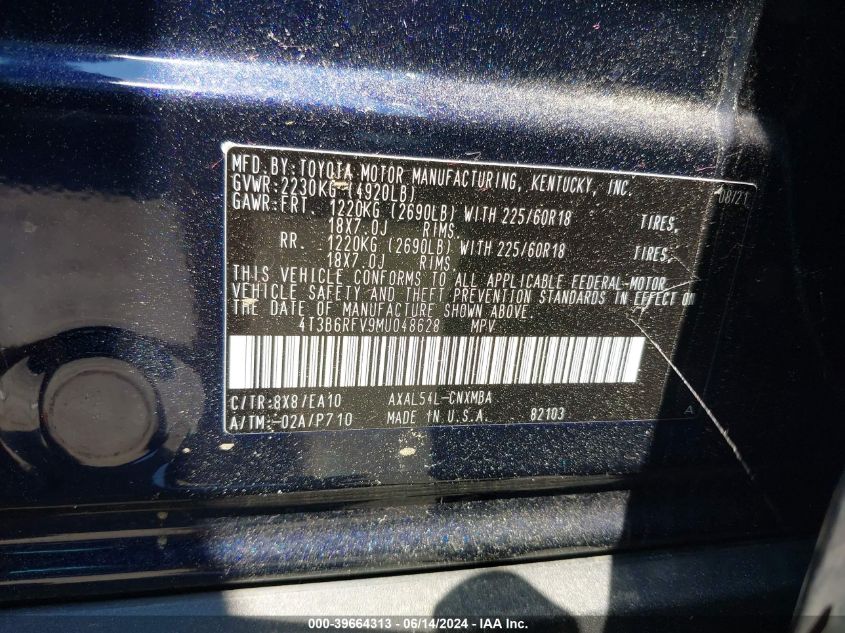 MFD.BY:TOYOTA MOTOR MANUFACTURING, KENTUCKY, INC.
08/21
GVWR:2230KG (4920LB)
GAWR:FRT. 1220KG (2690LB) WITH 225/60R18 TIRES,
18X7.0J RIMS.
RR. 1220KG (2690LB) WITH 225/60R18 TIRES,
18X7.0J RIMS.
THIS VEHICLE CONFORMS TO ALL APPLICABLE FEDERAL-MOTOR
VEHICLE SAFETY AND THEFT PREVENTION STANDARDS IN EFFECT ON
THE DATE OF MANUFACTURE SHOWN ABOVE.
4T3B6RFV9MU048628 MPV
C/TR:8X8/EA10 AXAL54L-CNXMBA
A/TM:-02A/P710 MADE IN U.S.A. 82103 A
000-39664313 / 06/14/2024 / IAA Inc.